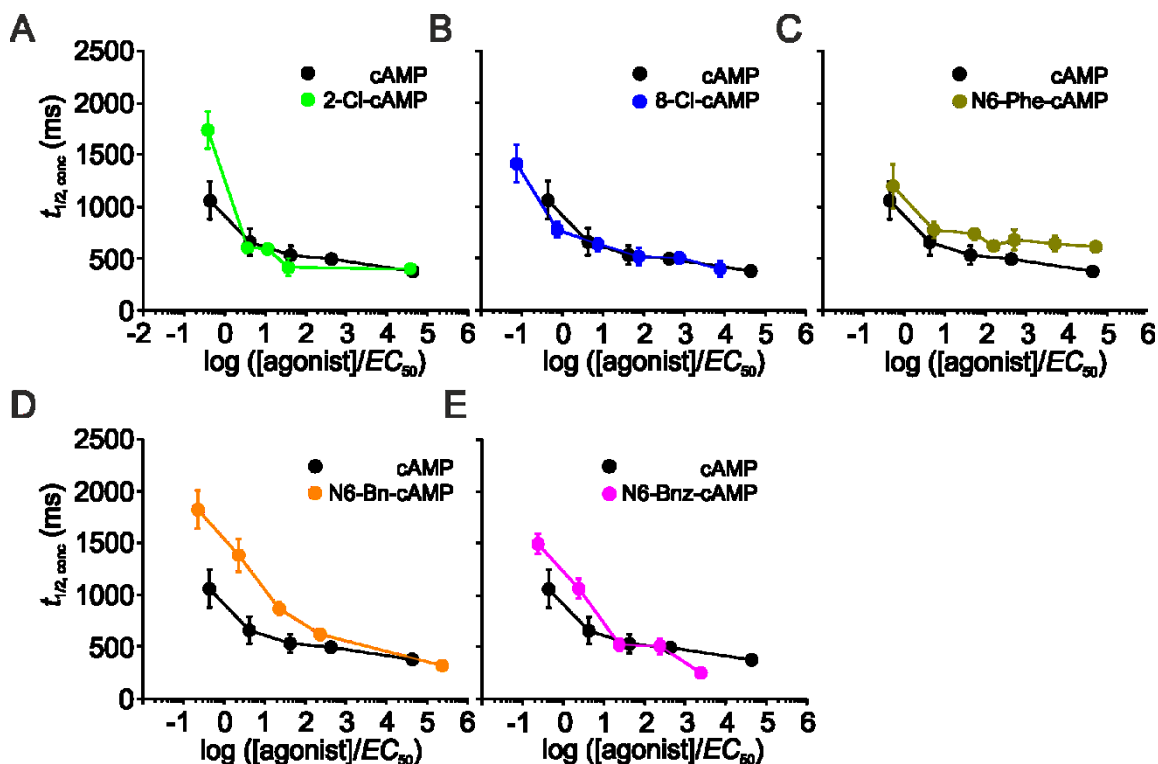 A
B
C
2500
2000
1500
1000
500
0
t1/2, conc (ms)
cAMP
2-Cl-cAMP
cAMP
8-Cl-cAMP
cAMP
N6-Phe-cAMP
-2 -1 0 1 2 3 4 5 6
-1 0 1 2 3 4 5 6
-1 0 1 2 3 4 5 6
log ([agonist]/EC50)
log ([agonist]/EC50)
log ([agonist]/EC50)
D
E
2500
2000
1500
1000
500
0
t1/2, conc (ms)
cAMP
N6-Bn-cAMP
cAMP
N6-Bnz-cAMP
-1 0 1 2 3 4 5 6
-1 0 1 2 3 4 5 6
log ([agonist]/EC50)
log ([agonist]/EC50)